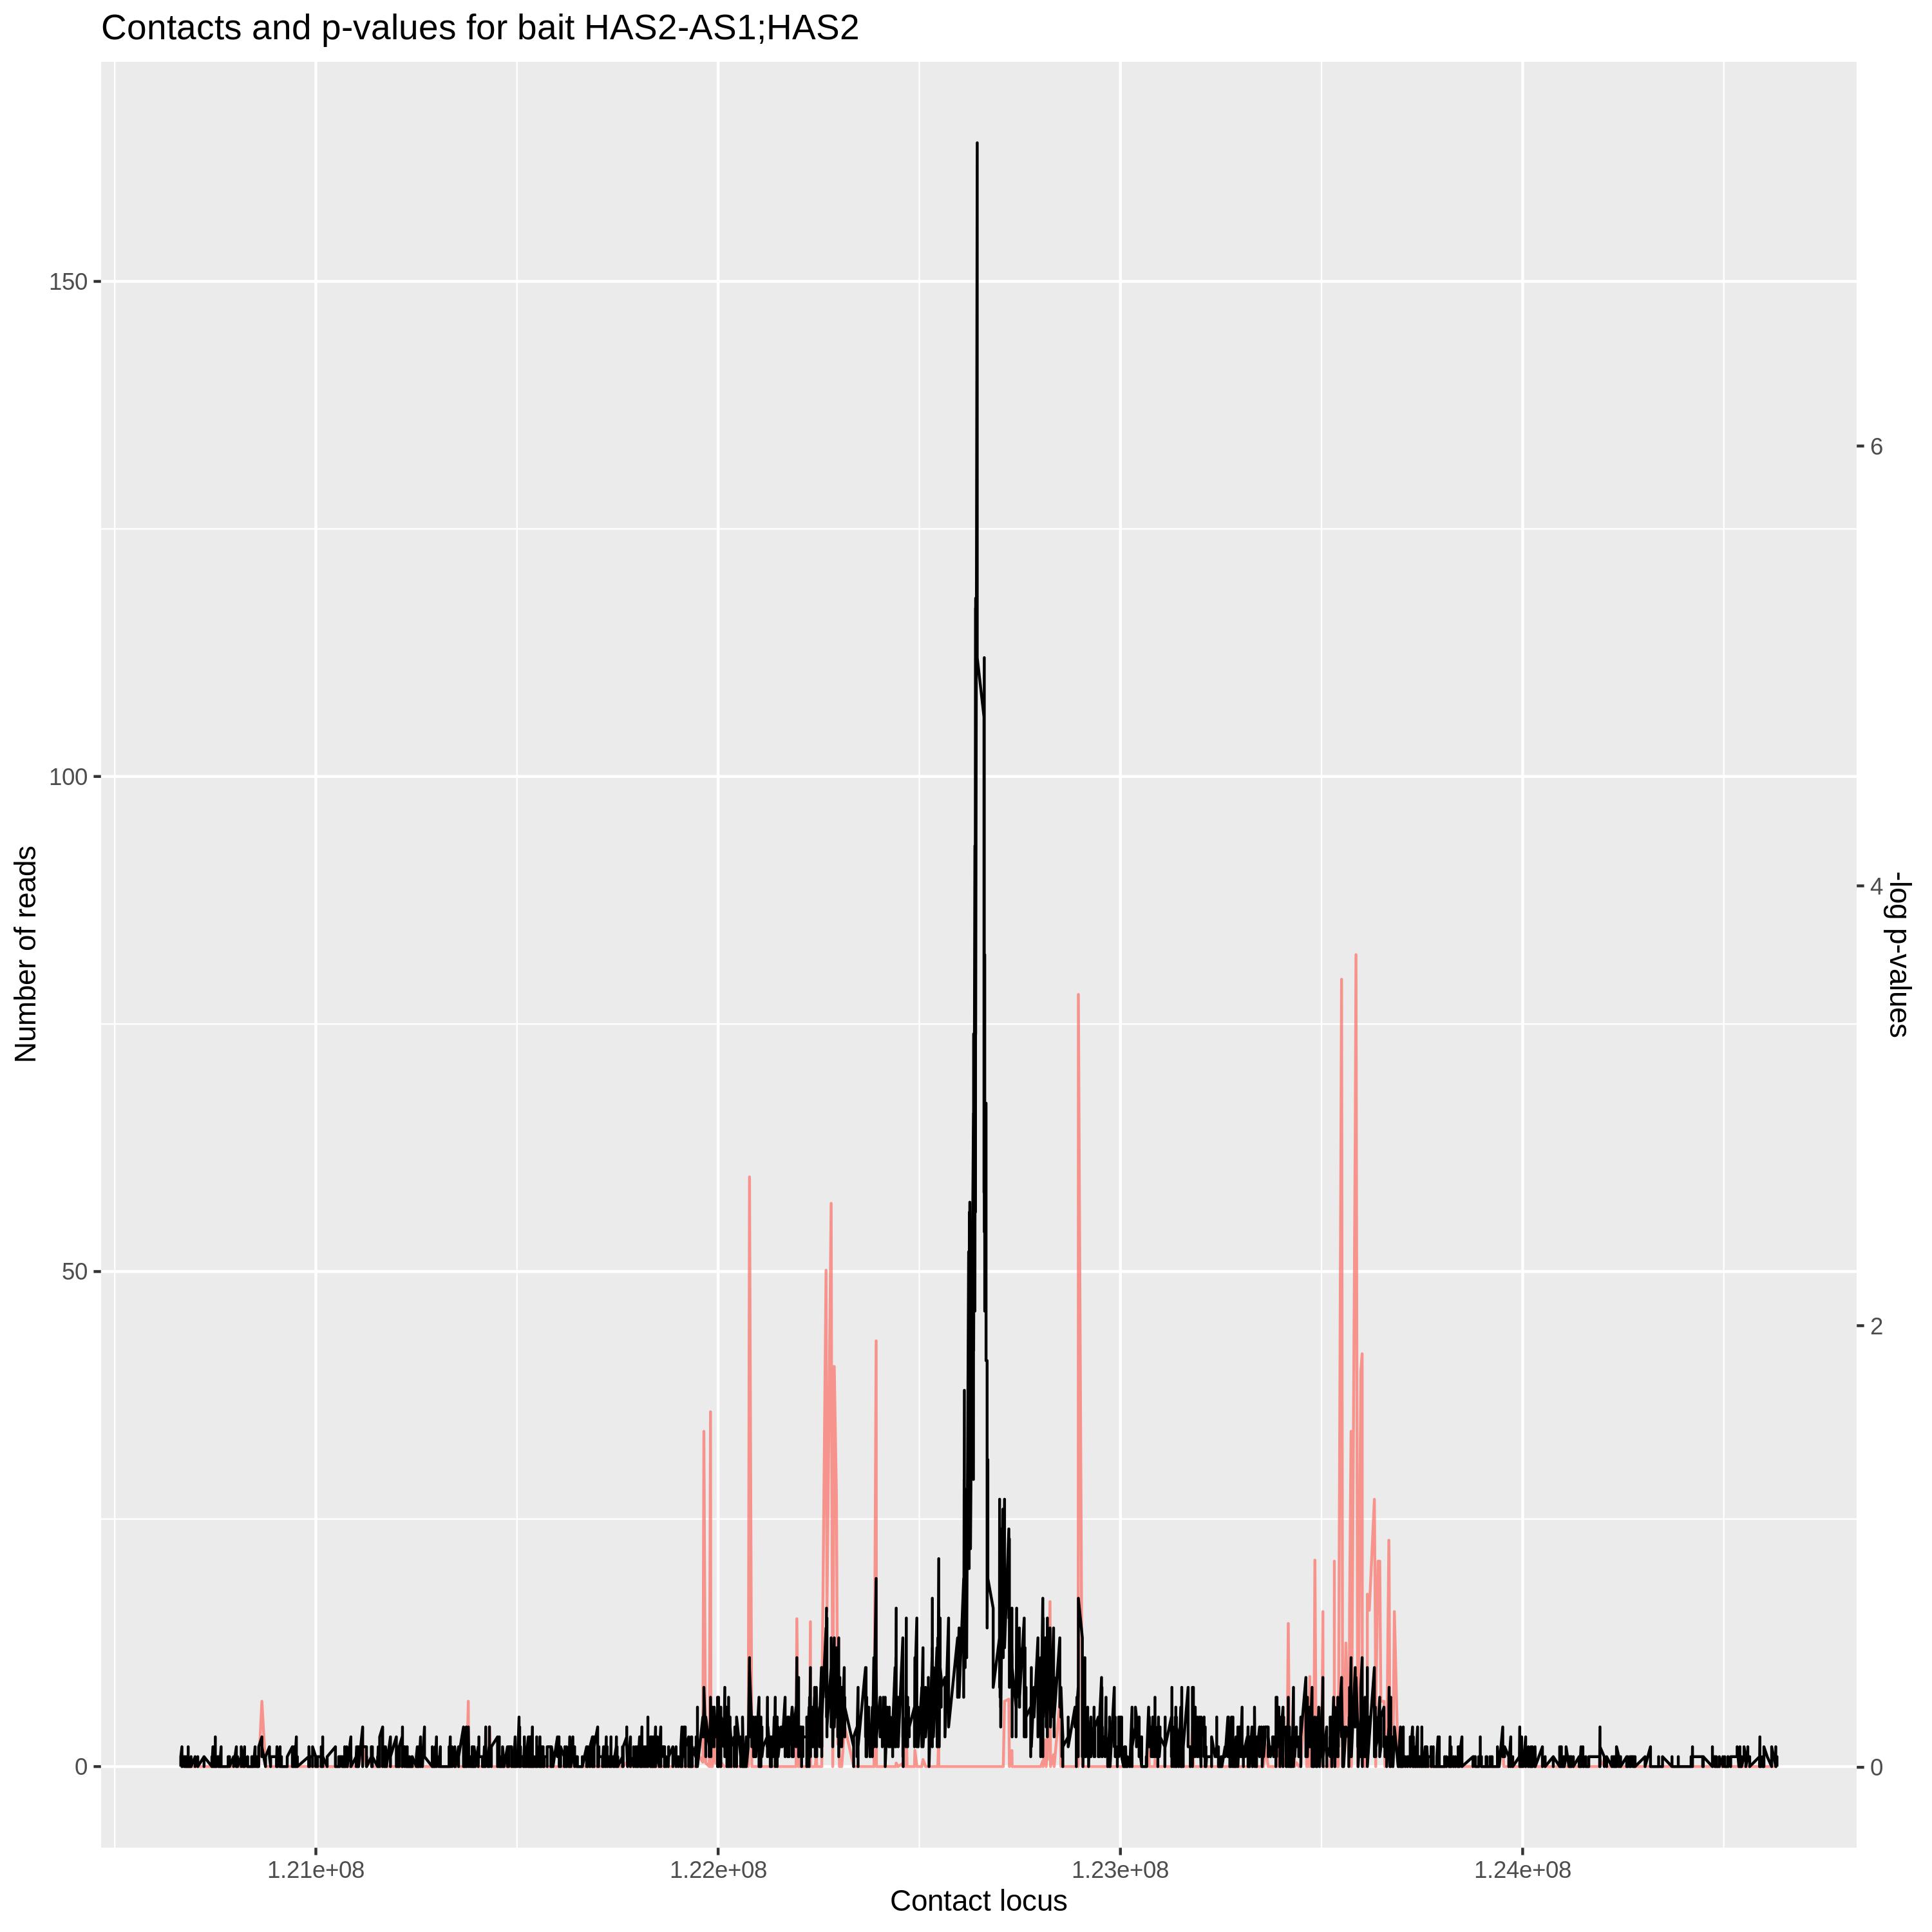 Contacts and p-values for bait HAS2-AS1;HAS2
150
100
50
0
Number of reads
6
4
2
0
-log p-values
1.21e+08 1.22e+08 1.23e+08 1.24e+08
Contact locus